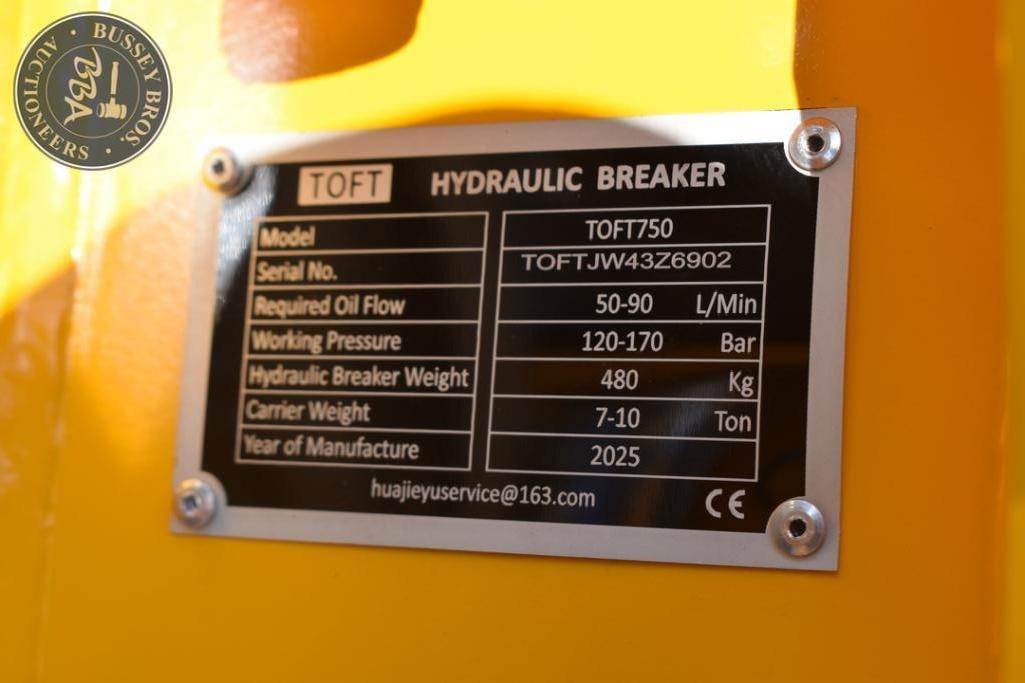 BUSSEY BROS. · AUCTIONEERS ·
BBA
TOFT HYDRAULIC BREAKER
Model TOFT750
Serial No. TOFTJW43Z6902
Required Oil Flow 50-90 L/Min
Working Pressure 120-170 Bar
Hydraulic Breaker Weight 480 Kg
Carrier Weight 7-10 Ton
Year of Manufacture 2025
huajieyuservice@163.com CE